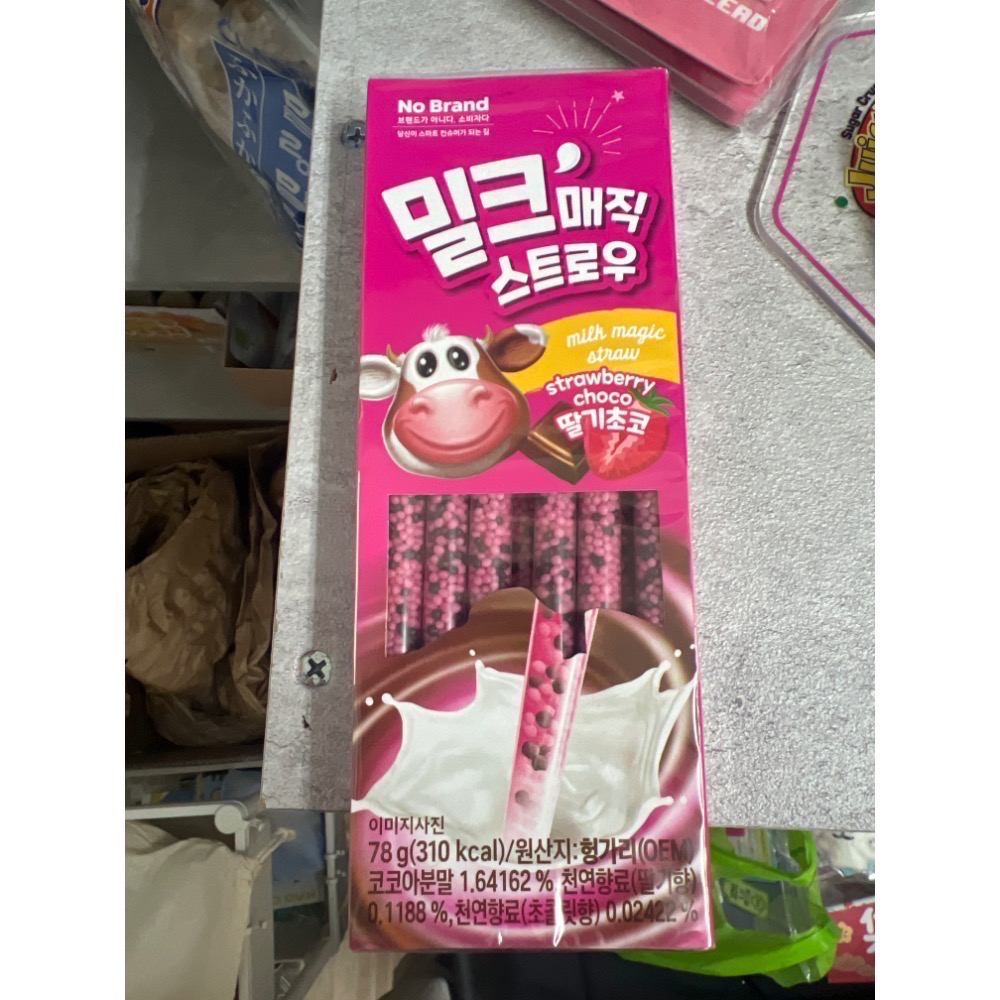 No Brand
브랜드가 아니다. 소비자다
당신이 스마트 컨슈머가 되는 길
밀크 매직
스트로우
milk magic
straw
strawberry
choco
딸기초코
이미지사진
78 g(310 kcal)/원산지: 헝가리(OEM)
코코아분말 1.64162 % 천연향료(딸기향)
0.1188 %, 천연향료(초콜릿향) 0.02422 %
Sugar